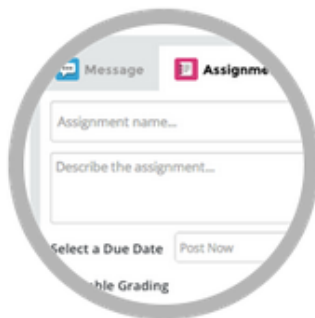 Message
Assignme
Assignment name...
Describe the assignment...
Select a Due Date
Post Now
ble Grading